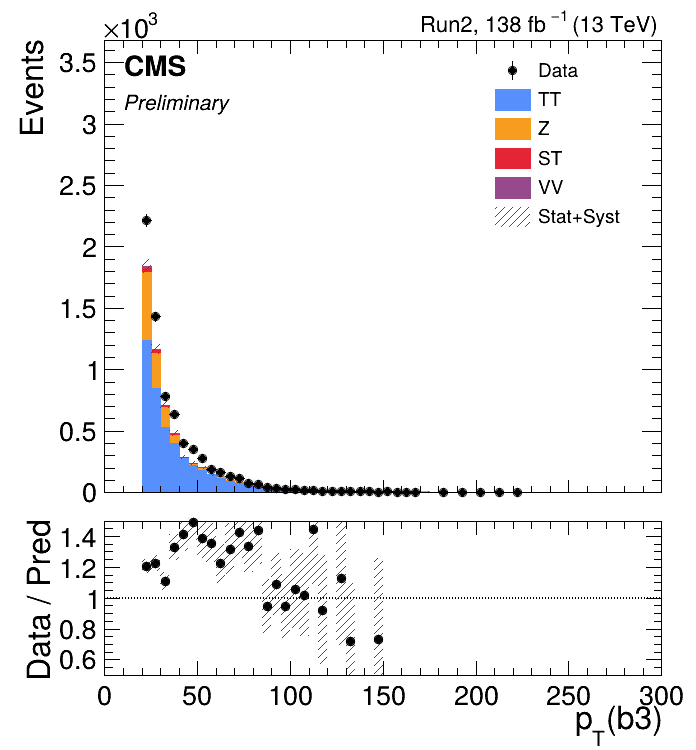 ×10³
Run2, 138 fb⁻¹ (13 TeV)
Events
CMS
Preliminary
Data
TT
Z
ST
VV
Stat+Syst
3.5
3
2.5
2
1.5
1
0.5
0
Data / Pred
1.4
1.2
1
0.8
0.6
0 50 100 150 200 250 300
p_T(b3)